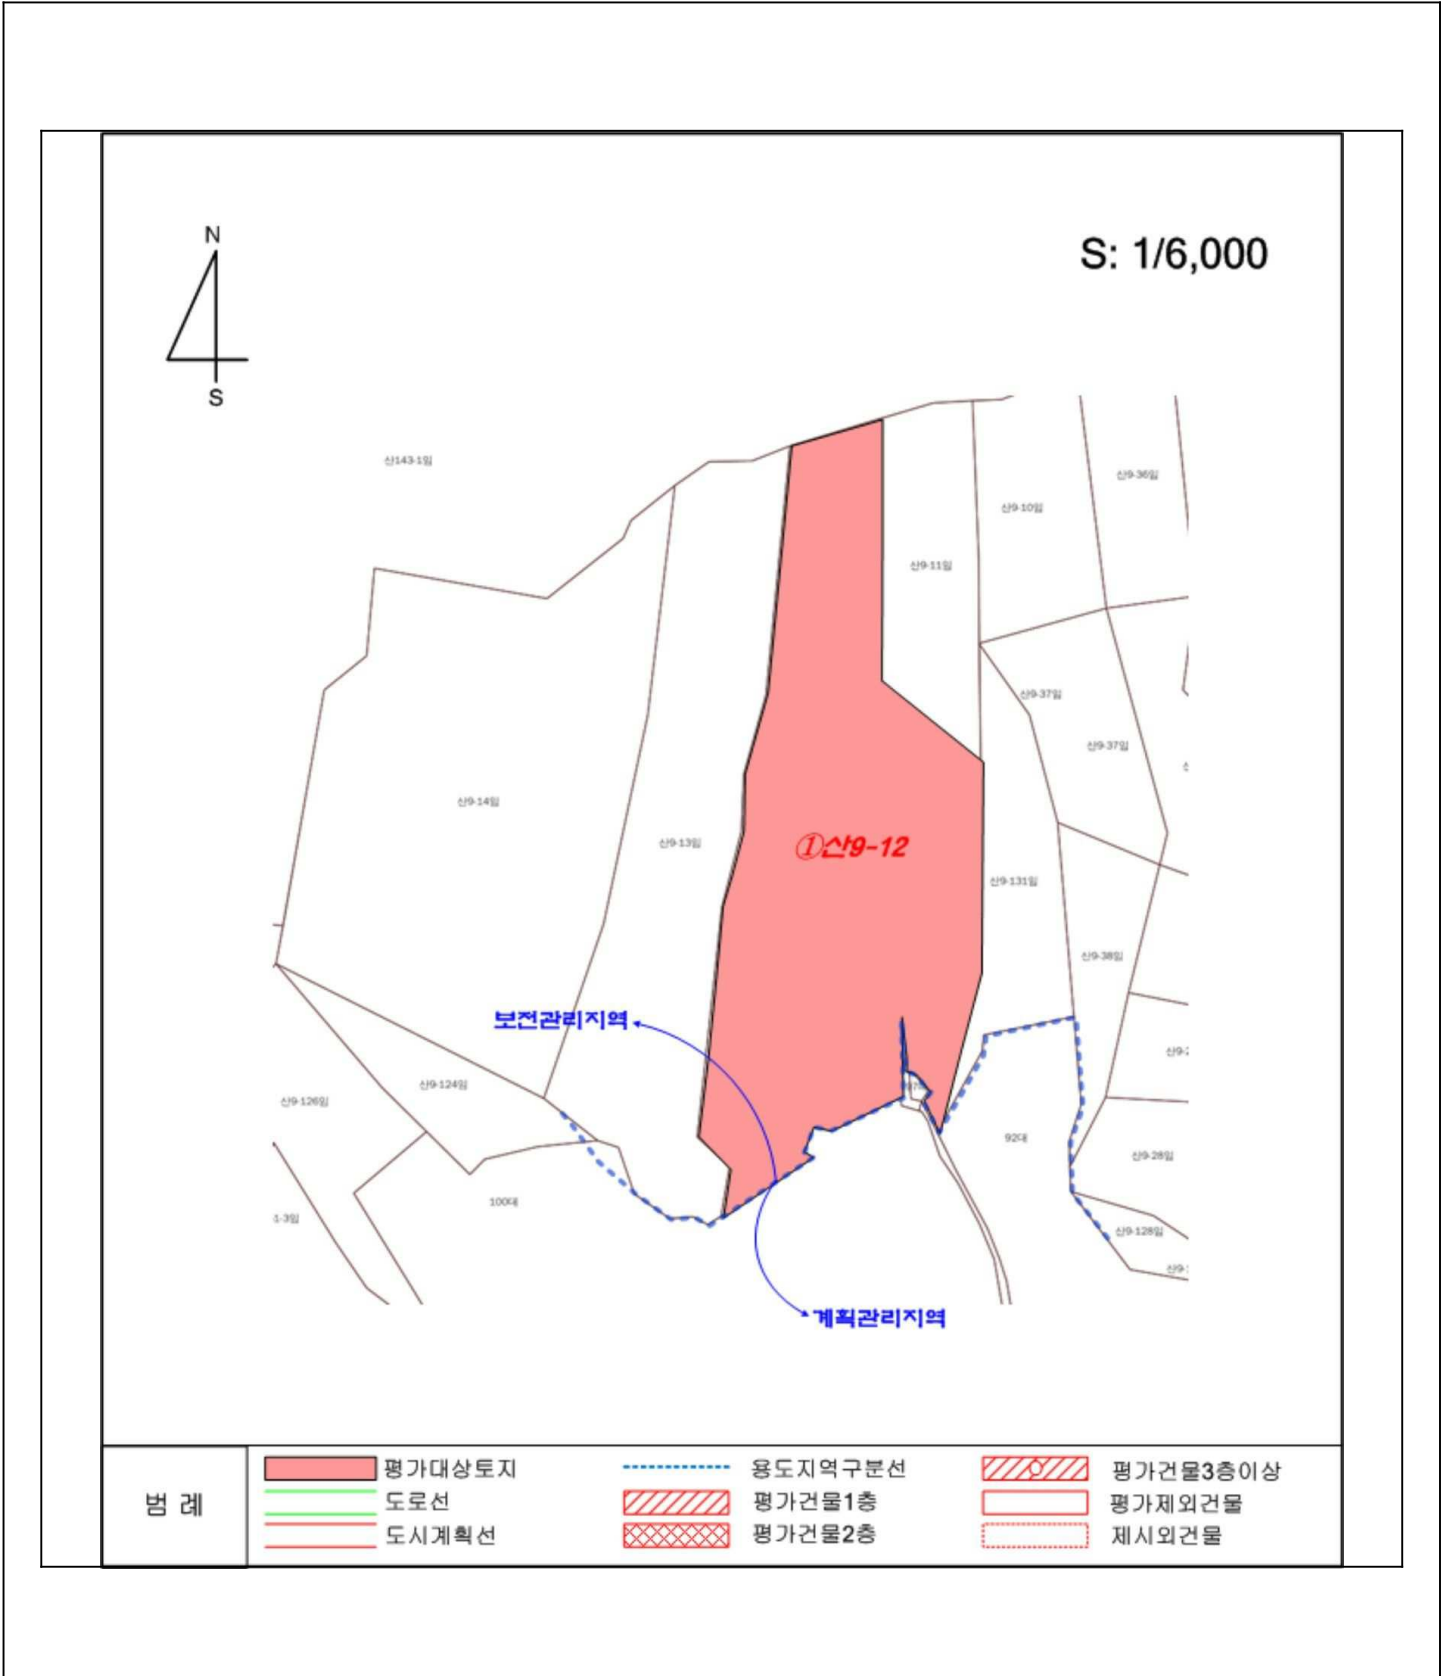 N
S: 1/6,000
S
산143-1임
산9-36임
산9-10임
산9-11임
산9-37임
산9-37임
산9-14임
산9-13임
①산9-12
산9-131임
산9-38임
보전관리지역
산9-2
산9-124임
산9-126임
92대
산9-28임
100대
1-3임
산9-128임
산9-
계획관리지역
범 례
평가대상토지
용도지역구분선
평가건물3층이상
도로선
평가건물1층
평가제외건물
도시계획선
평가건물2층
제시외건물